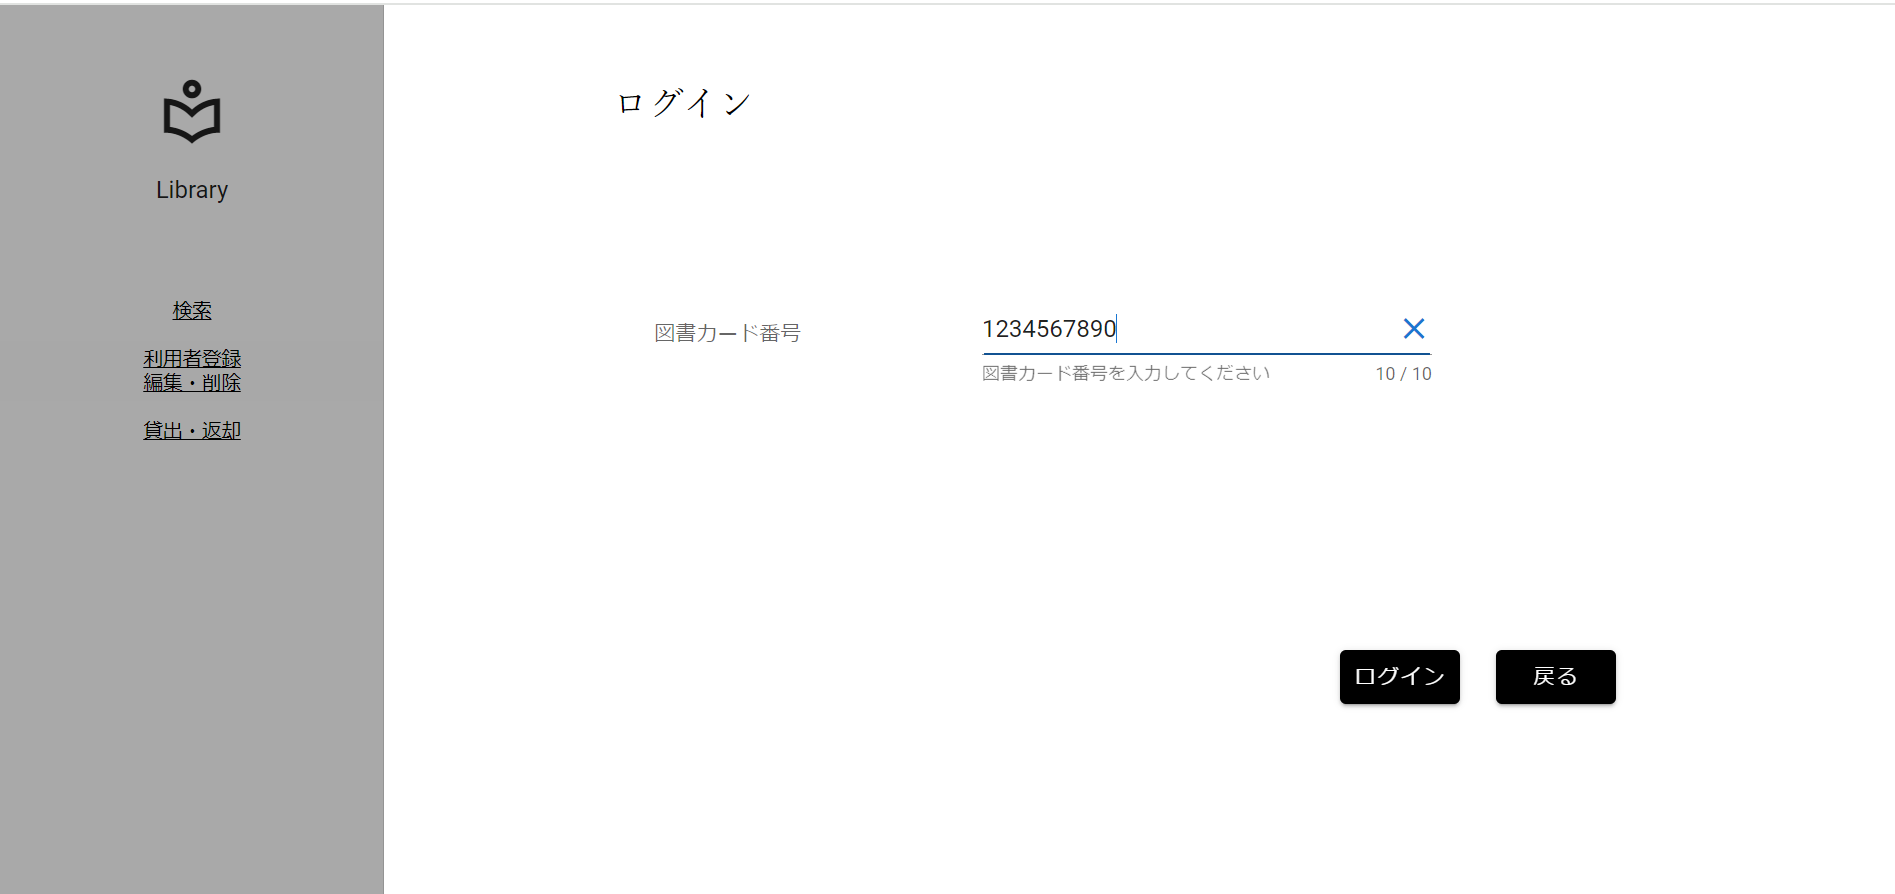 Library
検索
利用者登録
編集・削除
貸出・返却
ログイン
図書カード番号
1234567890
図書カード番号を入力してください
10 / 10
ログイン
戻る